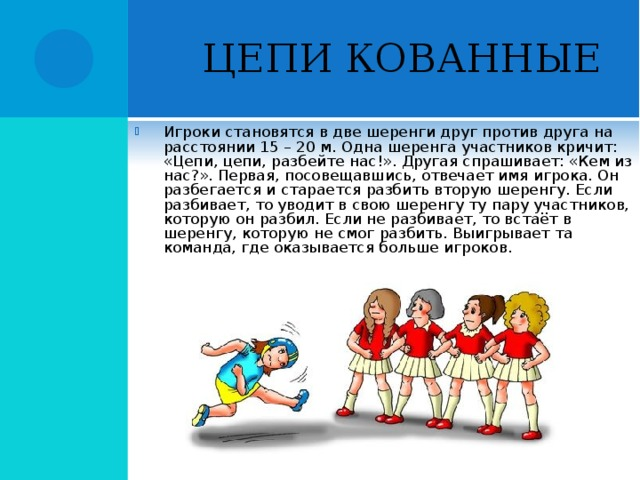 ЦЕПИ КОВАННЫЕ
Игроки становятся в две шеренги друг против друга на
расстоянии 15 – 20 м. Одна шеренга участников кричит:
«Цепи, цепи, разбейте нас!». Другая спрашивает: «Кем из
нас?». Первая, посовещавшись, отвечает имя игрока. Он
разбегается и старается разбить вторую шеренгу. Если
разбивает, то уводит в свою шеренгу ту пару участников,
которую он разбил. Если не разбивает, то встаёт в
шеренгу, которую не смог разбить. Выигрывает та
команда, где оказывается больше игроков.